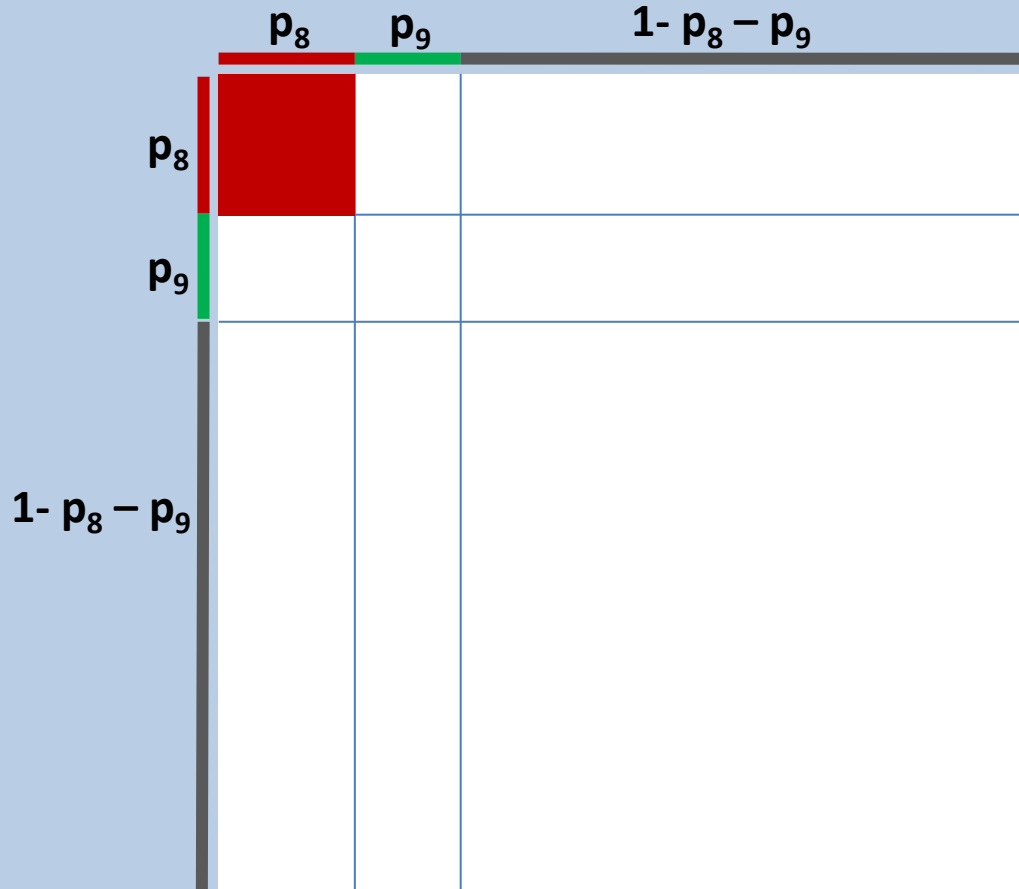 p₈ p₉ 1- p₈ – p₉
p₈
p₉
1- p₈ – p₉